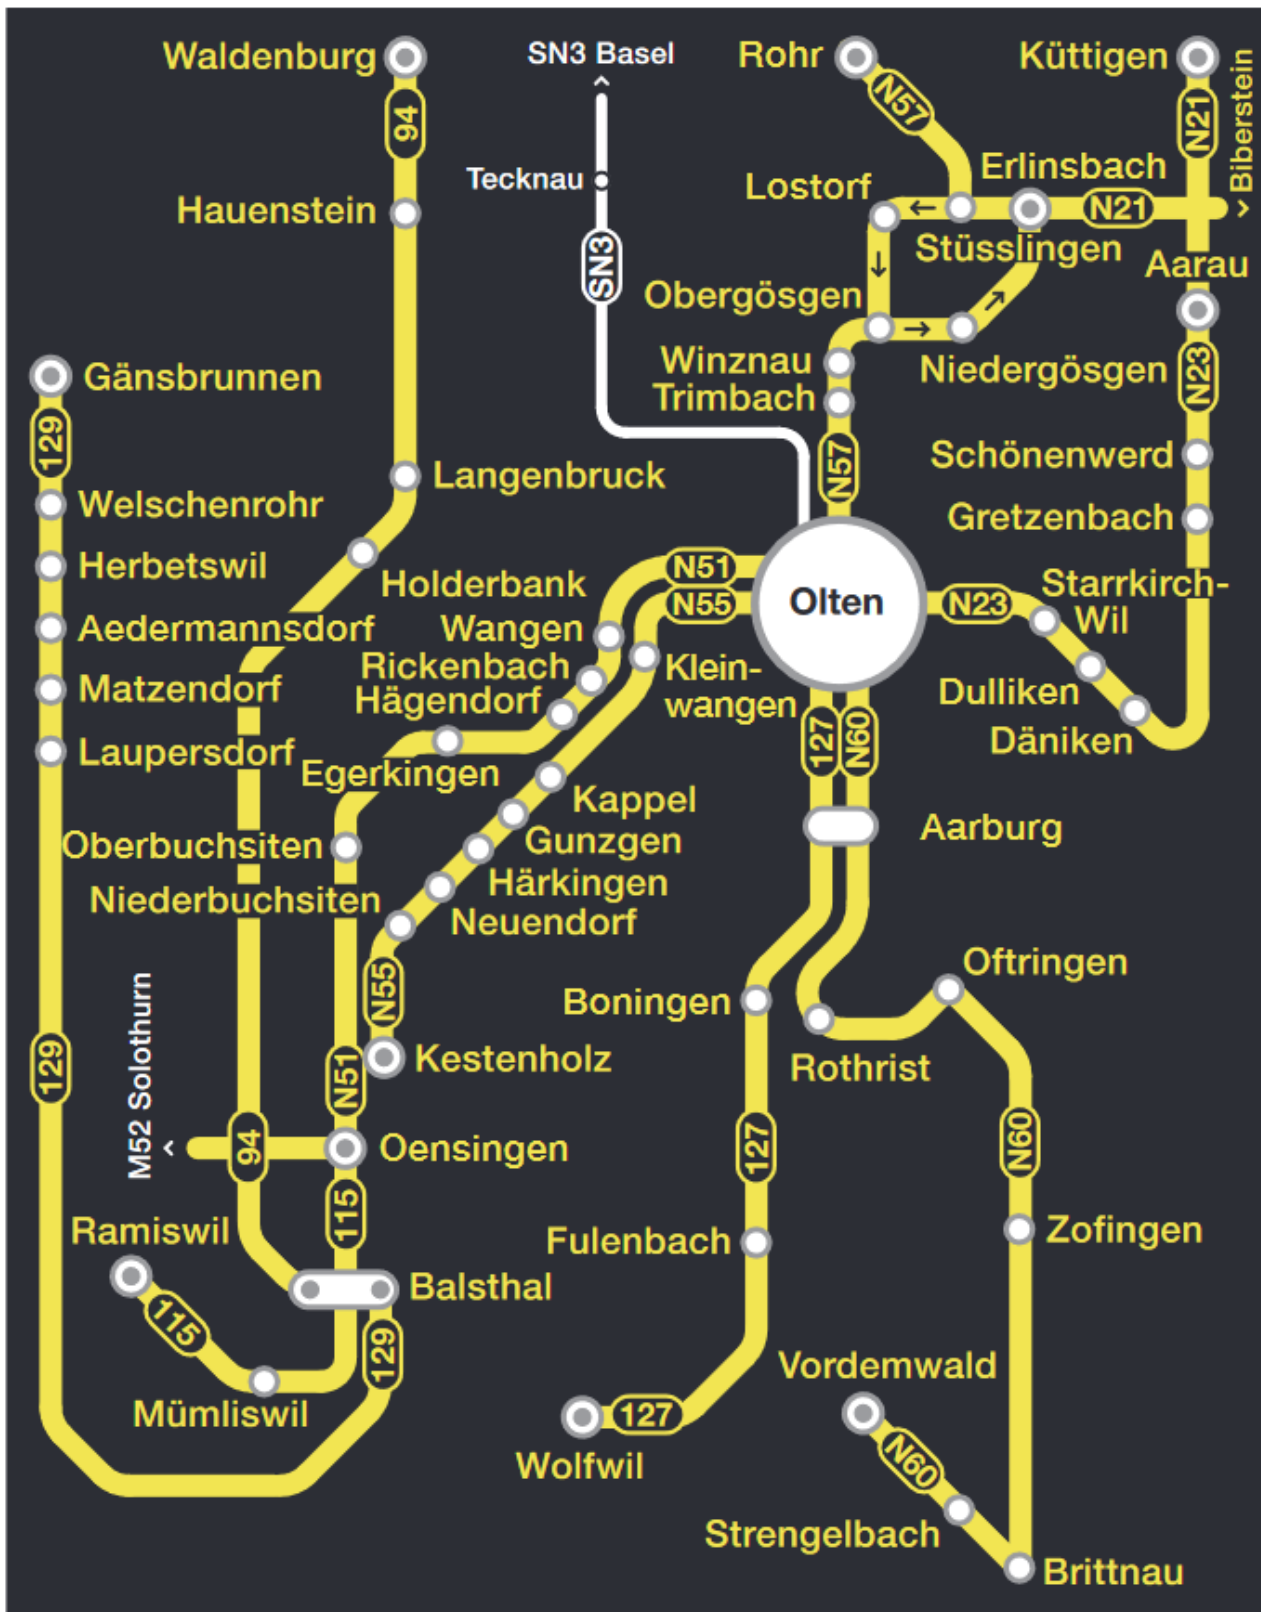 Waldenburg
SN3 Basel
Rohr
Küttigen
94
N57
N21
Biberstein
Tecknau
Erlinsbach
Lostorf
Hauenstein
N21
Stüsslingen
SN3
Aarau
Obergösgen
Winznau
Niedergösgen
N23
Gänsbrunnen
Trimbach
129
N57
Schönenwerd
Langenbruck
Welschenrohr
Gretzenbach
Herbetswil
N51
Holderbank
Starrkirch-
Wil
N55
Olten
N23
Aedermannsdorf
Wangen
Rickenbach
Klein-
wangen
Matzendorf
Hägendorf
Dulliken
Däniken
Laupersdorf
127
N60
Egerkingen
Kappel
Aarburg
Oberbuchsiten
Gunzgen
Härkingen
Niederbuchsiten
Neuendorf
Oftringen
N55
Boningen
M52 Solothurn
129
N51
Kestenholz
Rothrist
94
Oensingen
127
N60
115
Ramiswil
Fulenbach
Zofingen
Balsthal
115
129
Vordemwald
Mümliswil
127
Wolfwil
N60
Strengelbach
Brittnau